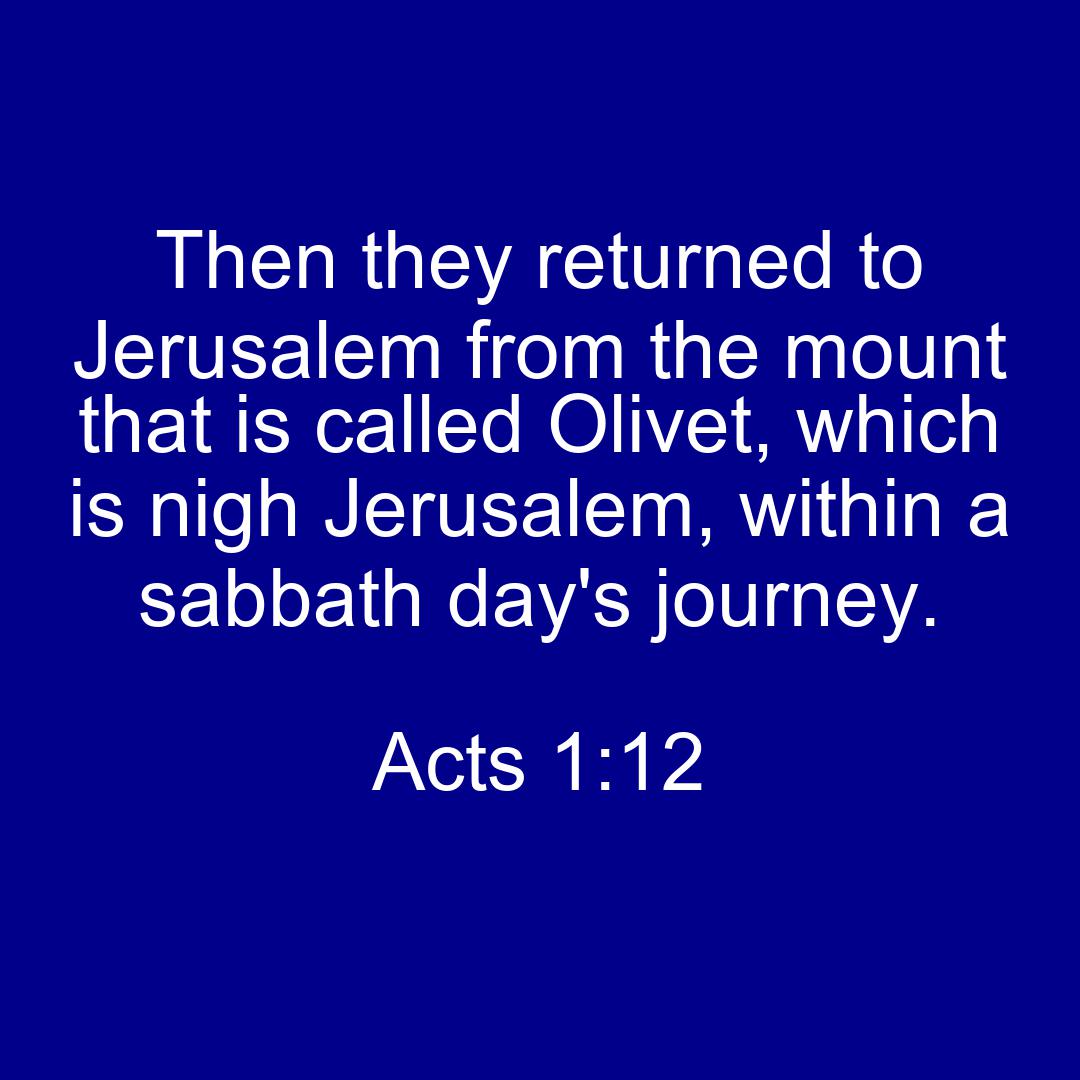 Then they returned to
Jerusalem from the mount
that is called Olivet, which
is nigh Jerusalem, within a
sabbath day's journey.
Acts 1:12